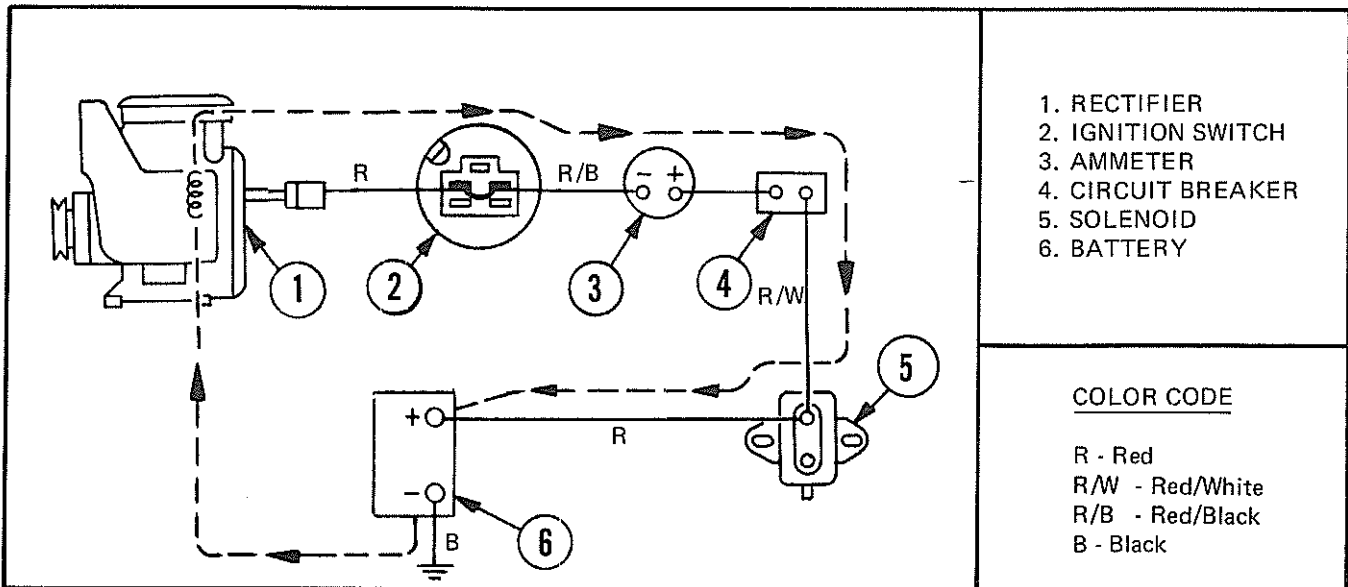 R
R/B
- +
1
2
3
4
R/W
5
+
R
-
B
6
1. RECTIFIER
2. IGNITION SWITCH
3. AMMETER
4. CIRCUIT BREAKER
5. SOLENOID
6. BATTERY
COLOR CODE
R - Red
R/W - Red/White
R/B - Red/Black
B - Black